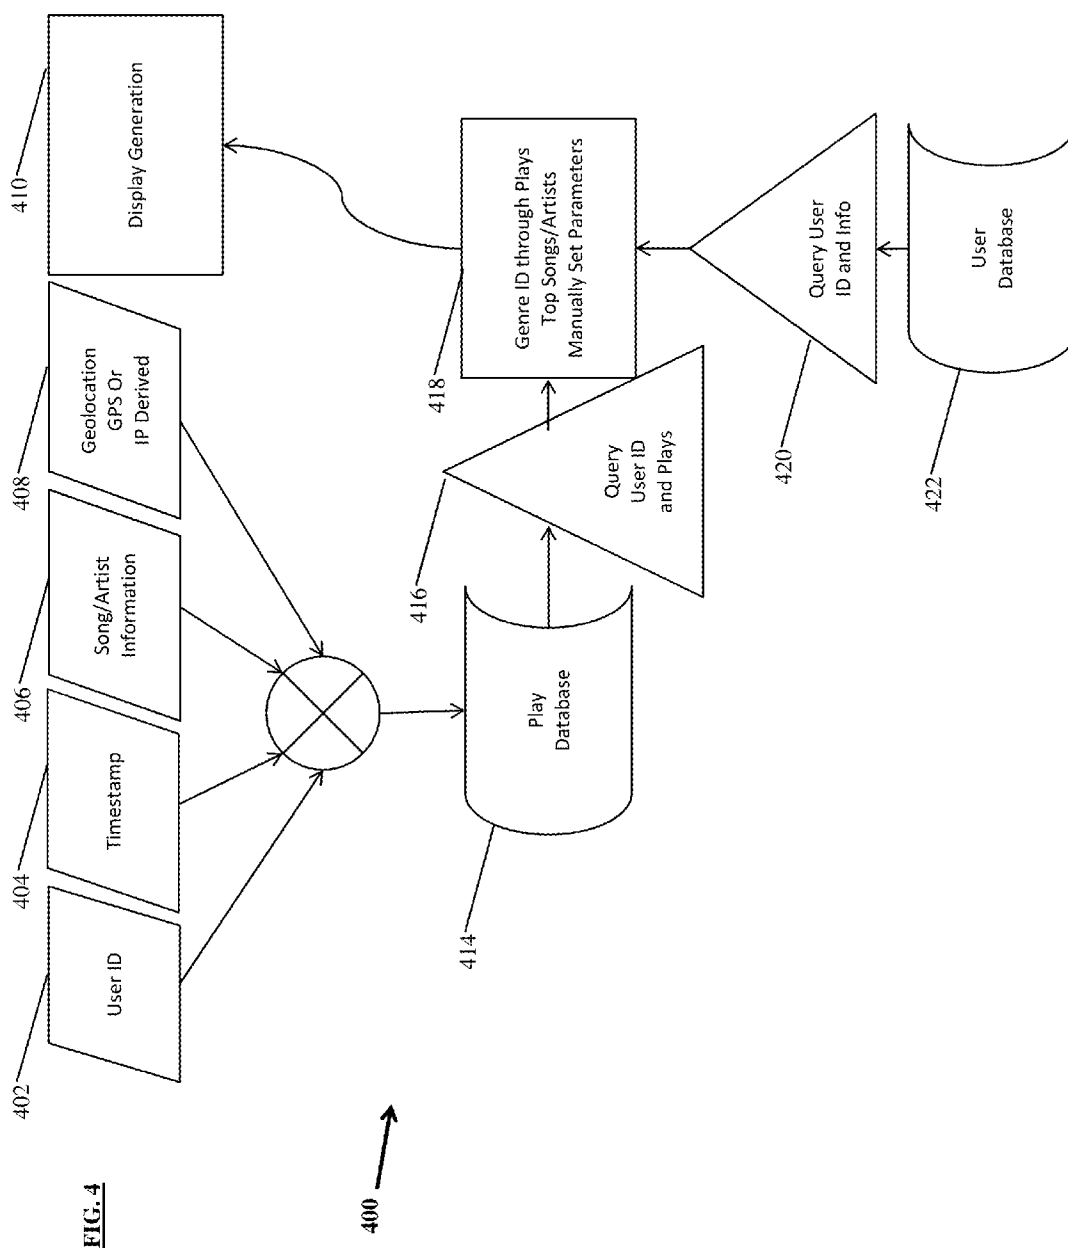 FIG. 4
400
402
404
406
408
410
User ID
Timestamp
Song/Artist
Information
Geolocation
GPS Or
IP Derived
Display Generation
414
Play
Database
416
Query
User ID
and Plays
418
Genre ID through Plays
Top Songs/Artists
Manually Set Parameters
420
Query User
ID and Info
422
User
Database